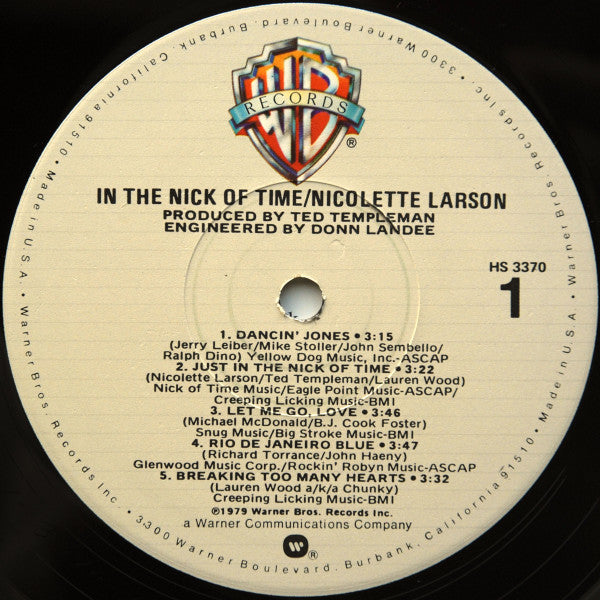 WB
RECORDS
®
IN THE NICK OF TIME/NICOLETTE LARSON
PRODUCED BY TED TEMPLEMAN
ENGINEERED BY DONN LANDEE
HS 3370
1
1. DANCIN' JONES • 3:15
(Jerry Leiber/Mike Stoller/John Sembello/
Ralph Dino) Yellow Dog Music, Inc.-ASCAP
2. JUST IN THE NICK OF TIME • 3:22
(Nicolette Larson/Ted Templeman/Lauren Wood)
Nick of Time Music/Eagle Point Music-ASCAP/
Creeping Licking Music-BMI
3. LET ME GO, LOVE • 3:46
(Michael McDonald/B.J. Cook Foster)
Snug Music/Big Stroke Music-BMI
4. RIO DE JANEIRO BLUE • 3:47
(Richard Torrance/John Haeny)
Glenwood Music Corp./Rockin' Robyn Music-ASCAP
5. BREAKING TOO MANY HEARTS • 3:32
(Lauren Wood a/k/a Chunky)
Creeping Licking Music-BMI
℗1979 Warner Bros. Records Inc.
a Warner Communications Company
®
Warner Bros. Records Inc. • 3300 Warner Boulevard, Burbank, California 91510 • Made in U.S.A. •
Warner Bros. Records Inc. • 3300 Warner Boulevard, Burbank, California 91510 • Made in U.S.A. •